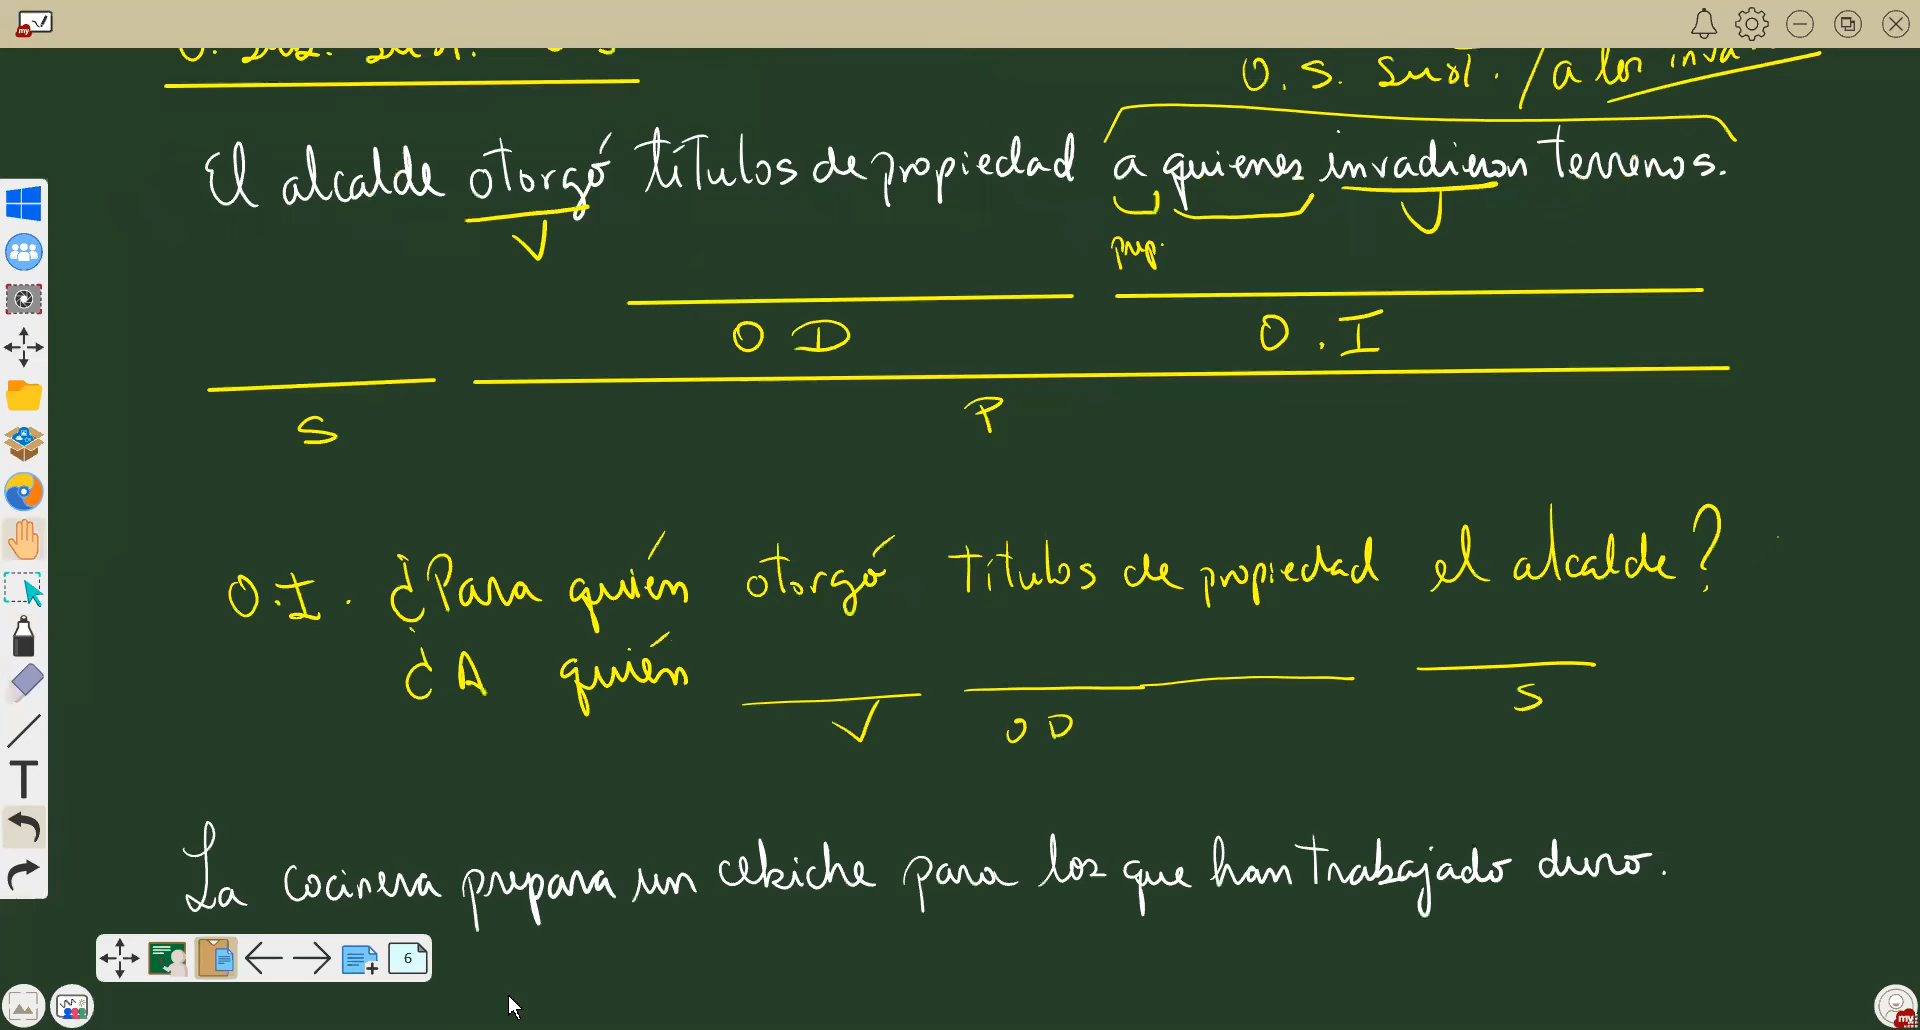 O. S. Sust. / a los inva
El alcalde otorgó títulos de propiedad a quienes invadieron terrenos.
V prep. V
O D O. I
S P
O.I. ¿Para quién otorgó títulos de propiedad el alcalde?
¿A quién
V O D S
La cocinera prepara un cebiche para los que han trabajado duro.
6